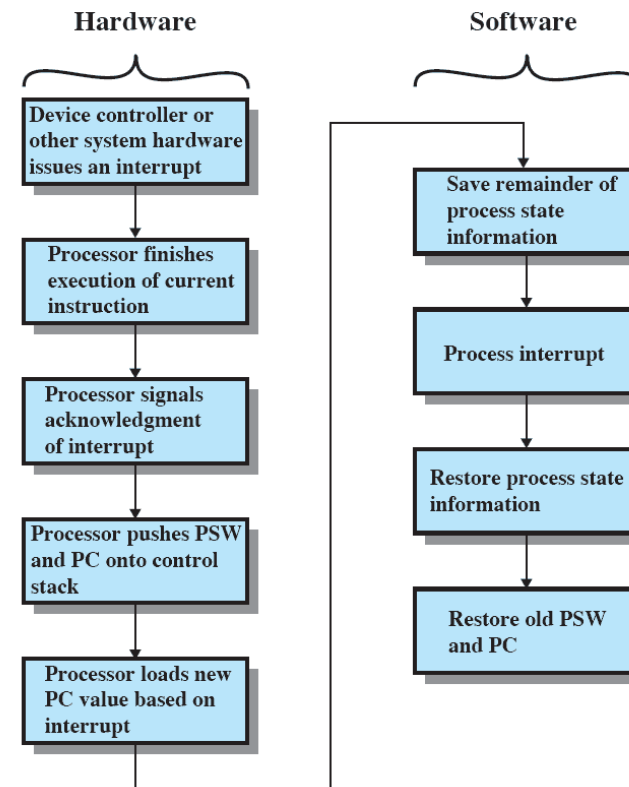 Hardware
Device controller or
other system hardware
issues an interrupt
Processor finishes
execution of current
instruction
Processor signals
acknowledgment
of interrupt
Processor pushes PSW
and PC onto control
stack
Processor loads new
PC value based on
interrupt
Software
Save remainder of
process state
information
Process interrupt
Restore process state
information
Restore old PSW
and PC